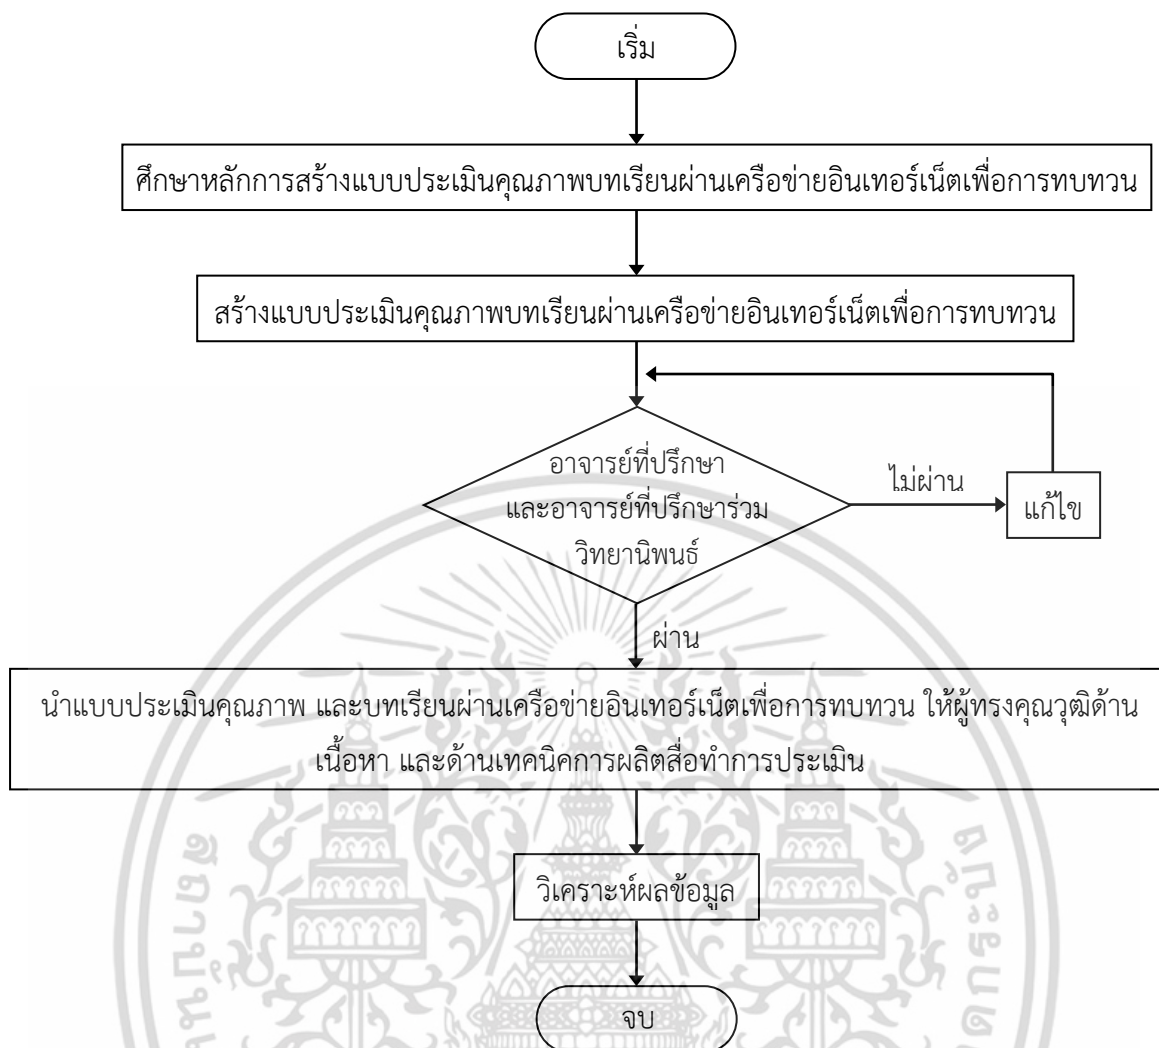 เริ่ม
ศึกษาหลักการสร้างแบบประเมินคุณภาพบทเรียนผ่านเครือข่ายอินเทอร์เน็ตเพื่อการทบทวน
สร้างแบบประเมินคุณภาพบทเรียนผ่านเครือข่ายอินเทอร์เน็ตเพื่อการทบทวน
อาจารย์ที่ปรึกษา
และอาจารย์ที่ปรึกษาร่วม
วิทยานิพนธ์
ไม่ผ่าน
แก้ไข
ผ่าน
นำแบบประเมินคุณภาพ และบทเรียนผ่านเครือข่ายอินเทอร์เน็ตเพื่อการทบทวน ให้ผู้ทรงคุณวุฒิด้าน
เนื้อหา และด้านเทคนิคการผลิตสื่อทำการประเมิน
วิเคราะห์ผลข้อมูล
จบ